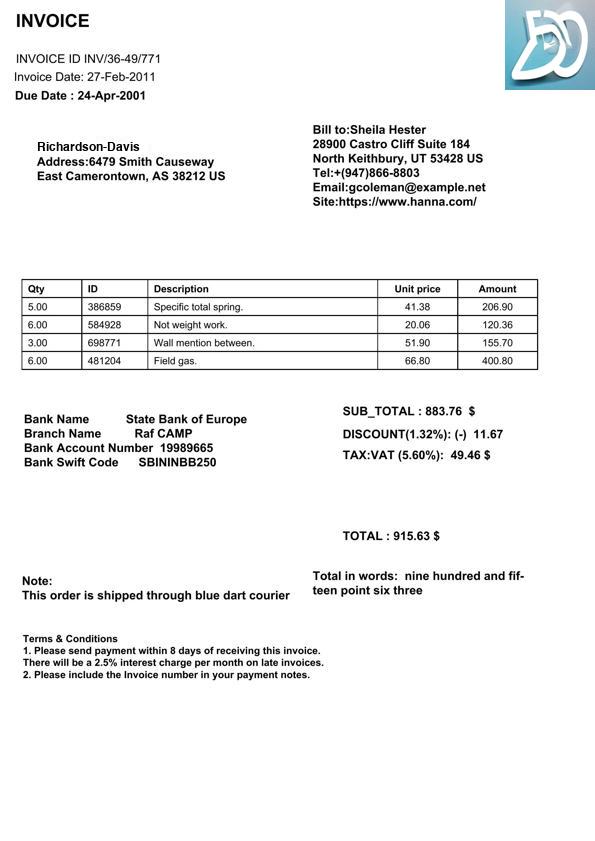 INVOICE
INVOICE ID INV/36-49/771
Invoice Date: 27-Feb-2011
Due Date : 24-Apr-2001
Richardson-Davis
Address:6479 Smith Causeway
East Camerontown, AS 38212 US
Bill to:Sheila Hester
28900 Castro Cliff Suite 184
North Keithbury, UT 53428 US
Tel:+(947)866-8803
Email:gcoleman@example.net
Site:https://www.hanna.com/
Qty ID Description Unit price Amount
5.00 386859 Specific total spring. 41.38 206.90
6.00 584928 Not weight work. 20.06 120.36
3.00 698771 Wall mention between. 51.90 155.70
6.00 481204 Field gas. 66.80 400.80
Bank Name State Bank of Europe
Branch Name Raf CAMP
Bank Account Number 19989665
Bank Swift Code SBININBB250
SUB_TOTAL : 883.76 $
DISCOUNT(1.32%): (-) 11.67
TAX:VAT (5.60%): 49.46 $
TOTAL : 915.63 $
Total in words: nine hundred and fif-
teen point six three
Note:
This order is shipped through blue dart courier
Terms & Conditions
1. Please send payment within 8 days of receiving this invoice.
There will be a 2.5% interest charge per month on late invoices.
2. Please include the Invoice number in your payment notes.